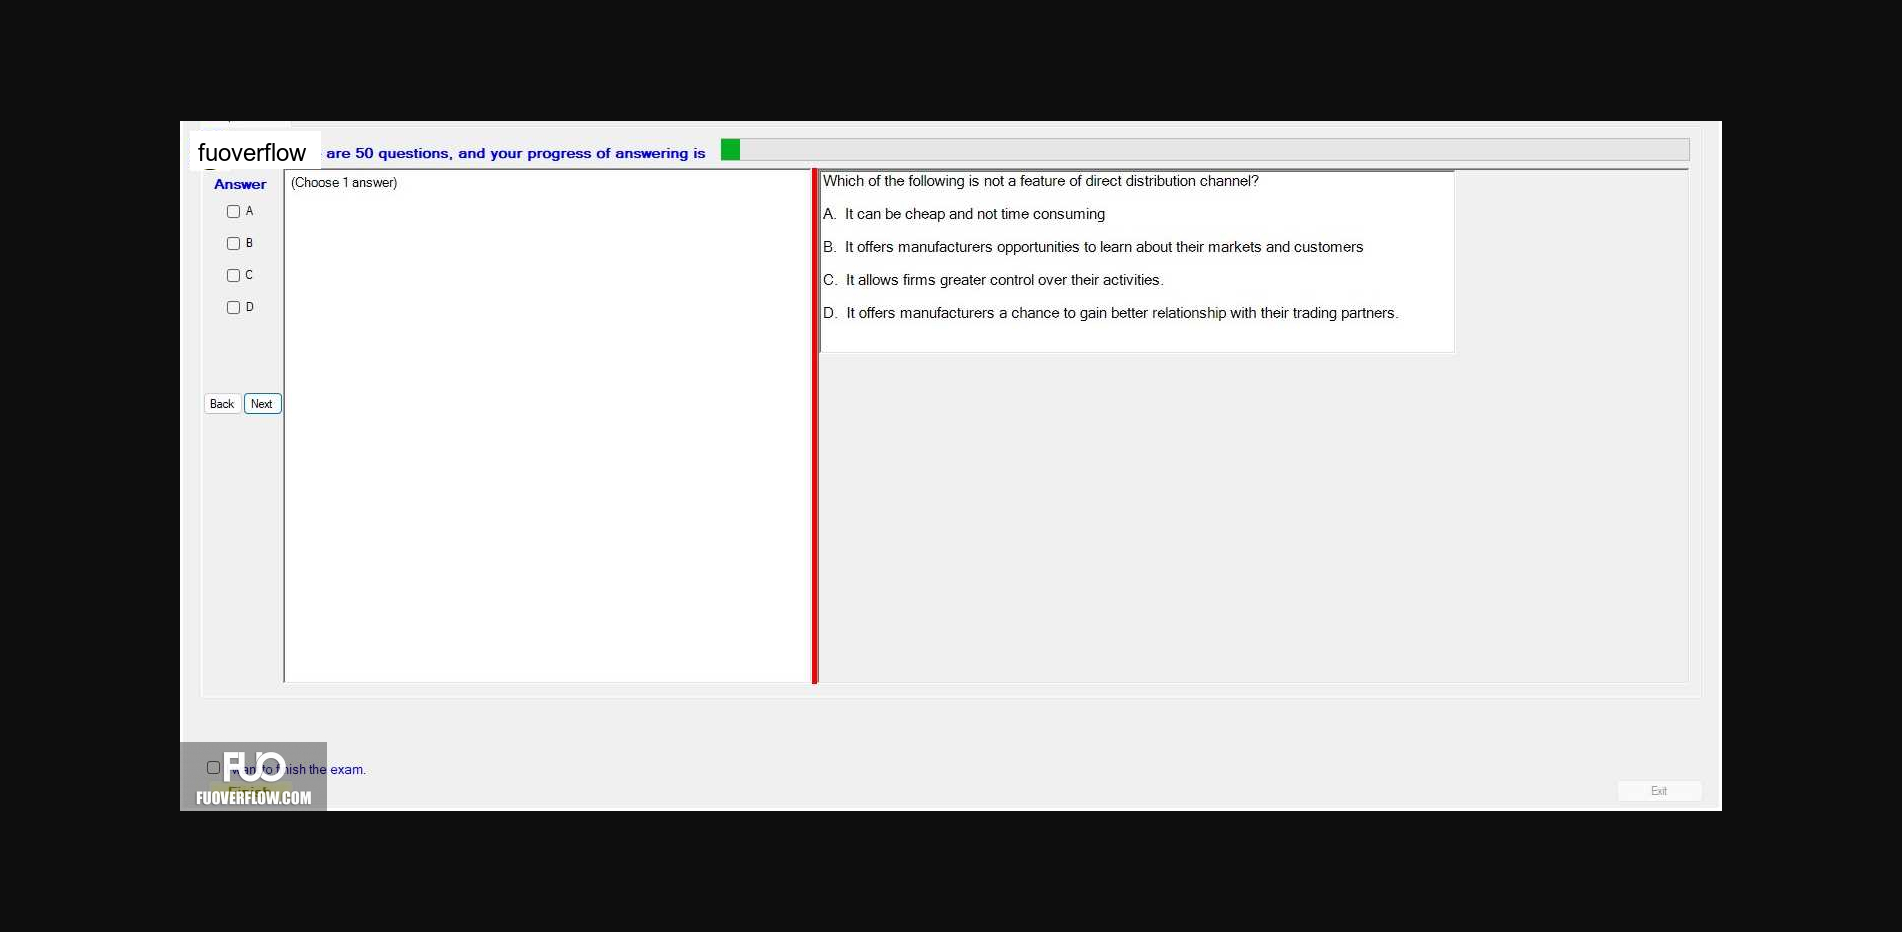 fuoverflow are 50 questions, and your progress of answering is
Answer
(Choose 1 answer)
A
B
C
D
Back Next
Which of the following is not a feature of direct distribution channel?
A. It can be cheap and not time consuming
B. It offers manufacturers opportunities to learn about their markets and customers
C. It allows firms greater control over their activities.
D. It offers manufacturers a chance to gain better relationship with their trading partners.
FUO
to finish the exam.
Finish
FUOVERFLOW.COM
Exit